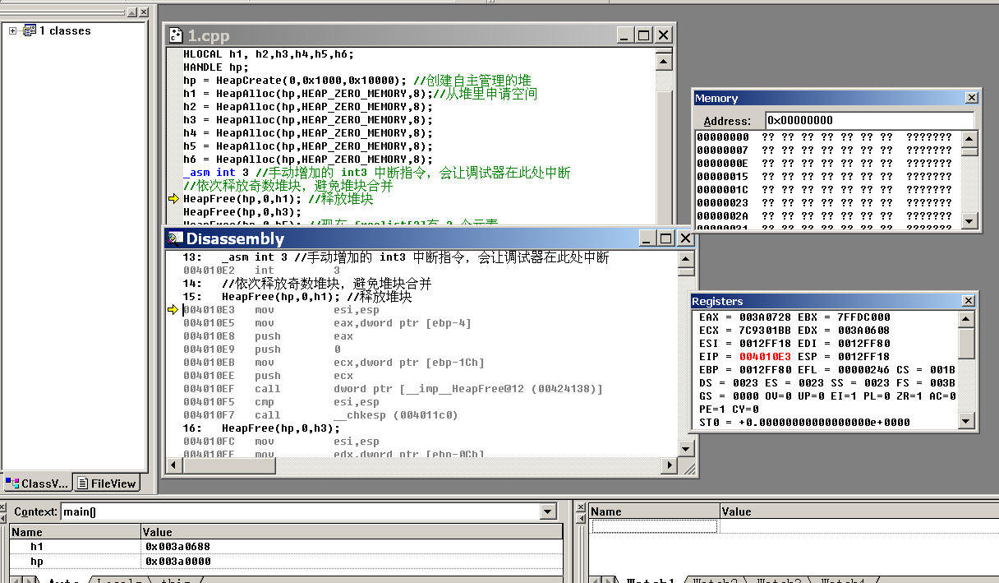 1 classes
ClassV...
FileView
1.cpp
HLOCAL h1, h2,h3,h4,h5,h6;
HANDLE hp;
hp = HeapCreate(0,0x1000,0x10000); //创建自主管理的堆
h1 = HeapAlloc(hp,HEAP_ZERO_MEMORY,8);//从堆里申请空间
h2 = HeapAlloc(hp,HEAP_ZERO_MEMORY,8);
h3 = HeapAlloc(hp,HEAP_ZERO_MEMORY,8);
h4 = HeapAlloc(hp,HEAP_ZERO_MEMORY,8);
h5 = HeapAlloc(hp,HEAP_ZERO_MEMORY,8);
h6 = HeapAlloc(hp,HEAP_ZERO_MEMORY,8);
_asm int 3 //手动增加的 int3 中断指令，会让调试器在此处中断
//依次释放奇数堆块，避免堆块合并
HeapFree(hp,0,h1); //释放堆块
HeapFree(hp,0,h3);
Disassembly
13: _asm int 3 //手动增加的 int3 中断指令，会让调试器在此处中断
004010E2 int 3
14: //依次释放奇数堆块，避免堆块合并
15: HeapFree(hp,0,h1); //释放堆块
004010E3 mov esi,esp
004010E5 mov eax,dword ptr [ebp-4]
004010E8 push eax
004010E9 push 0
004010EB mov ecx,dword ptr [ebp-1Ch]
004010EE push ecx
004010EF call dword ptr [__imp__HeapFree@12 (00424138)]
004010F5 cmp esi,esp
004010F7 call __chkesp (004011c0)
16: HeapFree(hp,0,h3);
004010FC mov esi,esp
004010FE mov edx,dword ptr [ebp-0Ch]
Memory
Address: 0x00000000
00000000 ?? ?? ?? ?? ?? ?? ?? ???????
00000007 ?? ?? ?? ?? ?? ?? ?? ???????
0000000E ?? ?? ?? ?? ?? ?? ?? ???????
00000015 ?? ?? ?? ?? ?? ?? ?? ???????
0000001C ?? ?? ?? ?? ?? ?? ?? ???????
00000023 ?? ?? ?? ?? ?? ?? ?? ???????
0000002A ?? ?? ?? ?? ?? ?? ?? ???????
00000031 ?? ?? ?? ?? ?? ?? ?? ???????
Registers
EAX = 003A0728 EBX = 7FFDC000
ECX = 7C9301BB EDX = 003A0608
ESI = 0012FF18 EDI = 0012FF80
EIP = 004010E3 ESP = 0012FF18
EBP = 0012FF80 EFL = 00000246 CS = 001B
DS = 0023 ES = 0023 SS = 0023 FS = 003B
GS = 0000 OV=0 UP=0 EI=1 PL=0 ZR=1 AC=0
PE=1 CY=0
ST0 = +0.00000000000000000e+0000
Context: main()
Name Value
h1 0x003a0688
hp 0x003a0000
Auto Locals this
Name Value
Watch1 Watch2 Watch3 Watch4